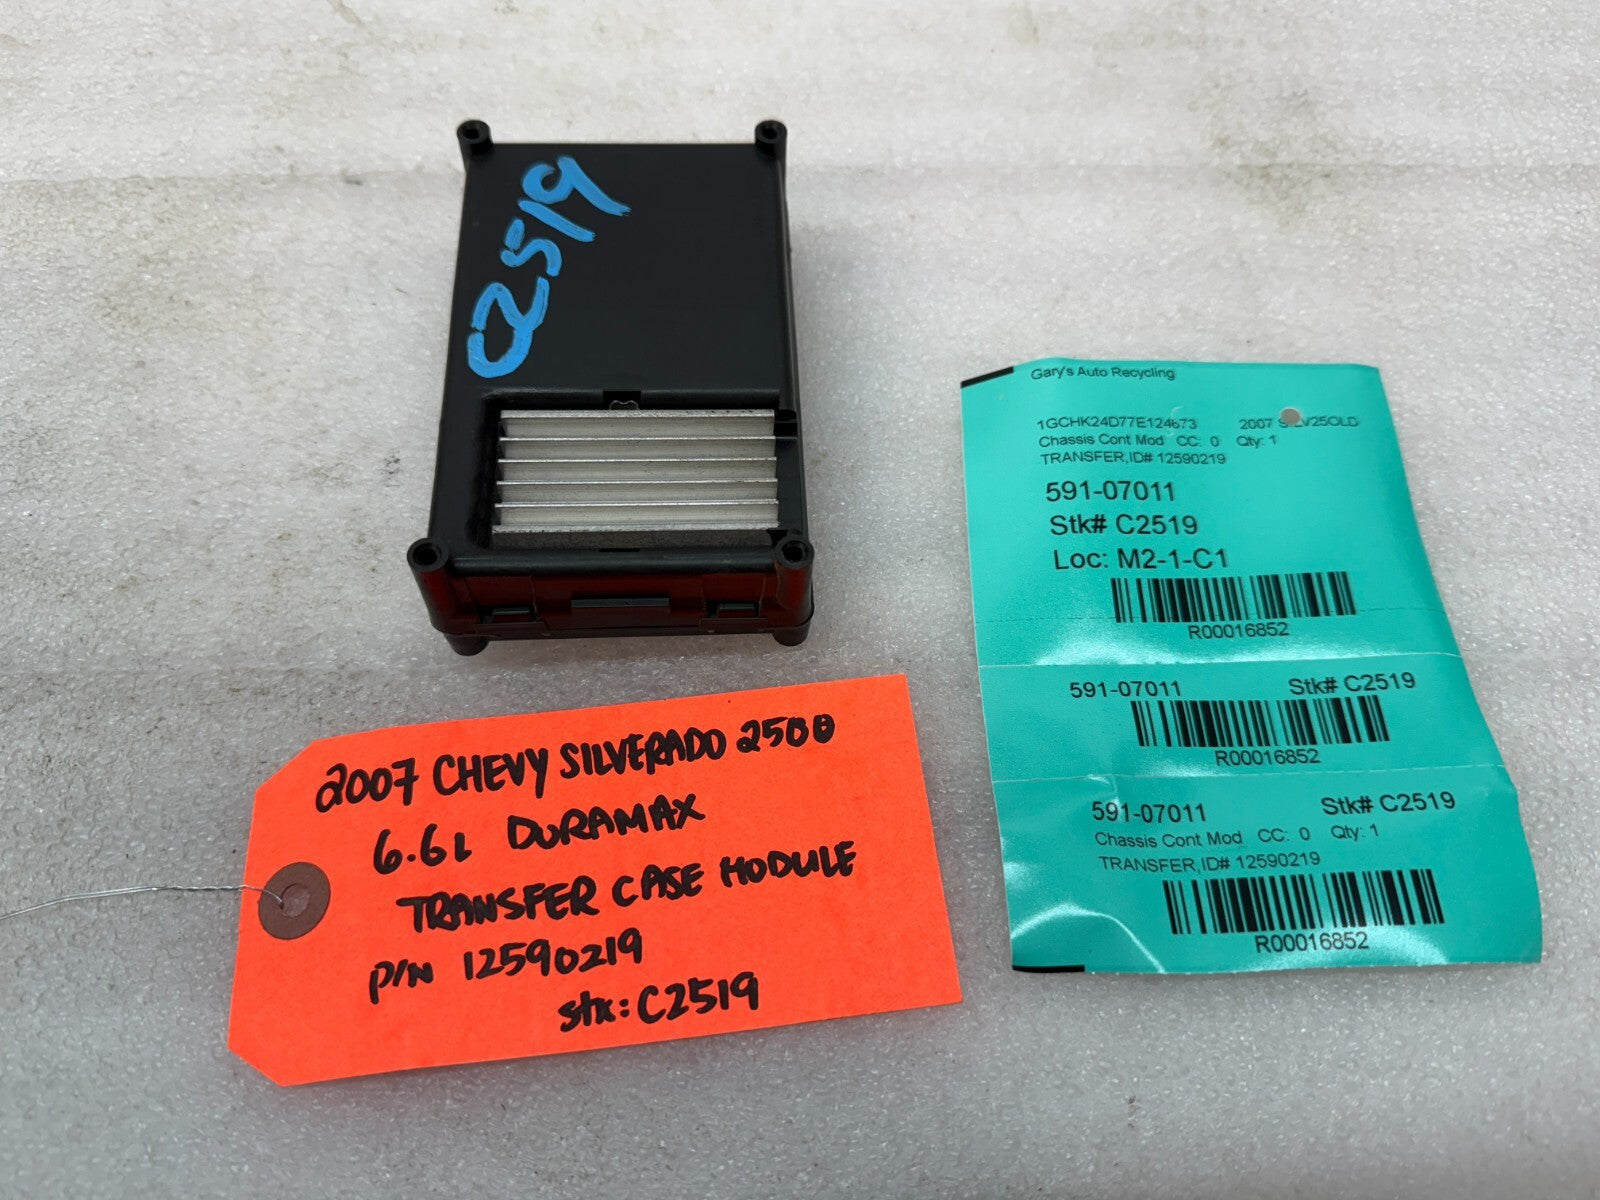 C2519
Gary's Auto Recycling
1GCHK24D77E124673 2007 SILV25OLD
Chassis Cont Mod CC: 0 Qty: 1
TRANSFER,ID# 12590219
591-07011
Stk# C2519
Loc: M2-1-C1
R00016852
591-07011 Stk# C2519
R00016852
591-07011 Stk# C2519
Chassis Cont Mod CC: 0 Qty: 1
TRANSFER,ID# 12590219
R00016852
2007 CHEVY SILVERADO 2500
6.6L DURAMAX
TRANSFER CASE MODULE
P/N 12590219
stk: C2519